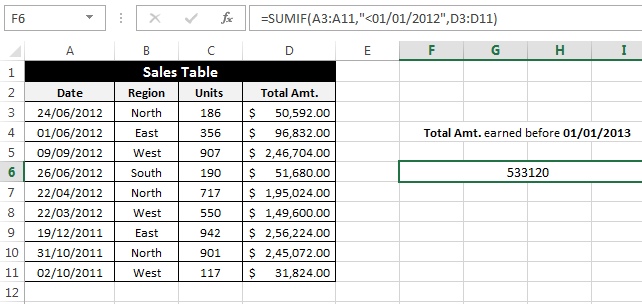 F6 =SUMIF(A3:A11,"<01/01/2012",D3:D11)
A B C D E F G H I
1 Sales Table
2 Date Region Units Total Amt.
3 24/06/2012 North 186 $ 50,592.00
4 01/06/2012 East 356 $ 96,832.00 Total Amt. earned before 01/01/2013
5 09/09/2012 West 907 $ 2,46,704.00
6 26/06/2012 South 190 $ 51,680.00 533120
7 22/04/2012 North 717 $ 1,95,024.00
8 22/03/2012 West 550 $ 1,49,600.00
9 19/12/2011 East 942 $ 2,56,224.00
10 31/10/2011 North 901 $ 2,45,072.00
11 02/10/2011 West 117 $ 31,824.00
12